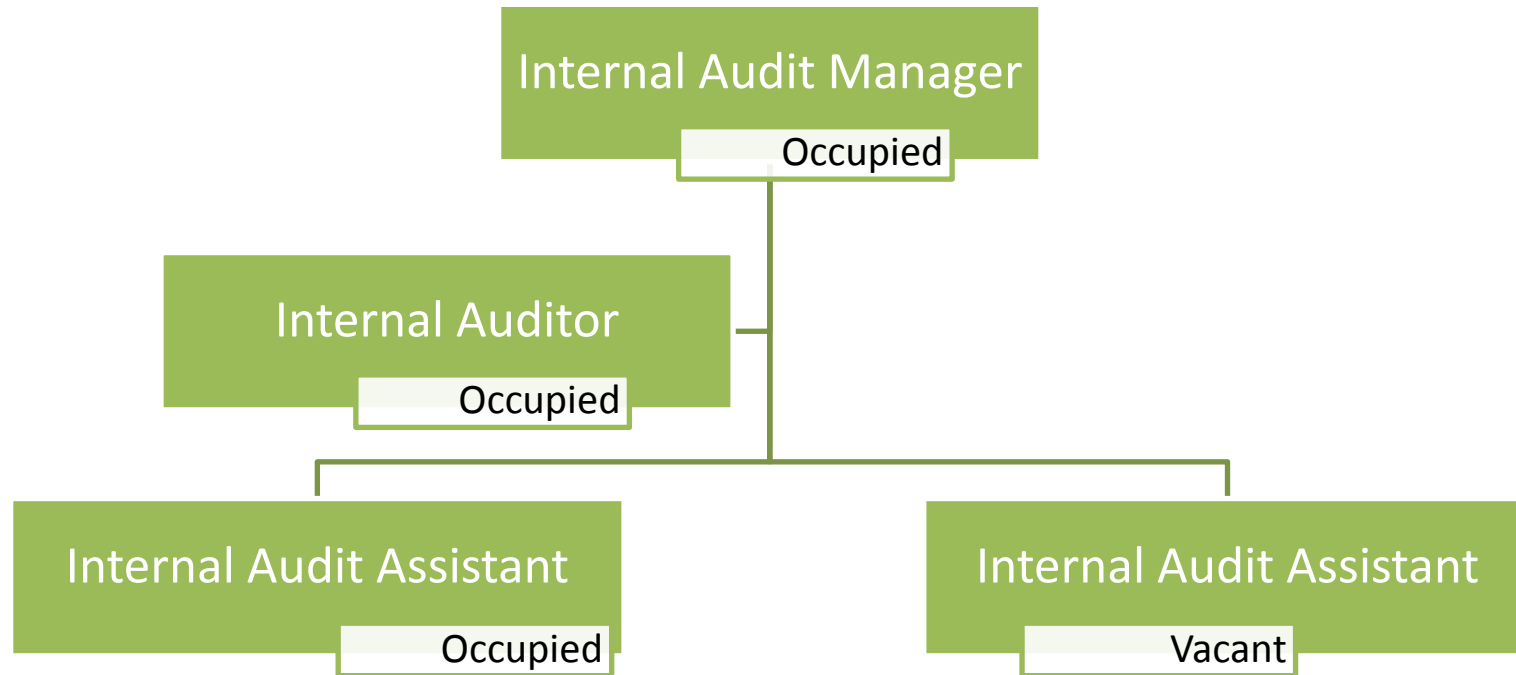 Internal Audit Manager
Occupied
Internal Auditor
Occupied
Internal Audit Assistant
Occupied
Internal Audit Assistant
Vacant